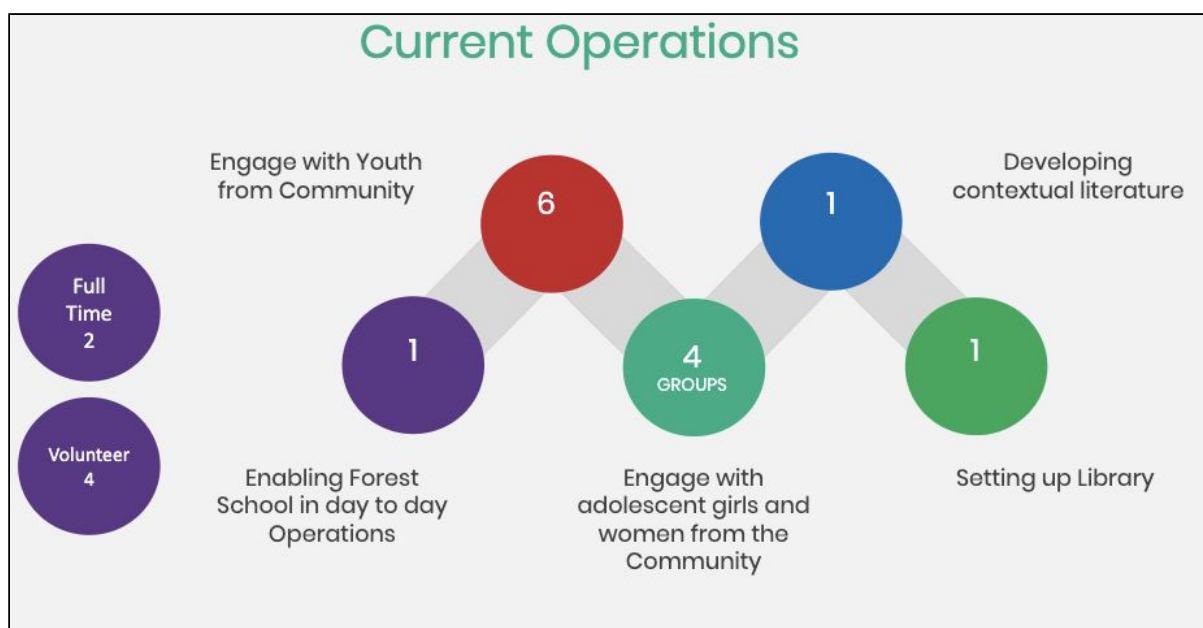 Current Operations
Engage with Youth
from Community
6
1
Developing
contextual literature
Full
Time
2
1
4
GROUPS
1
Volunteer
4
Enabling Forest
School in day to day
Operations
Engage with
adolescent girls and
women from the
Community
Setting up Library